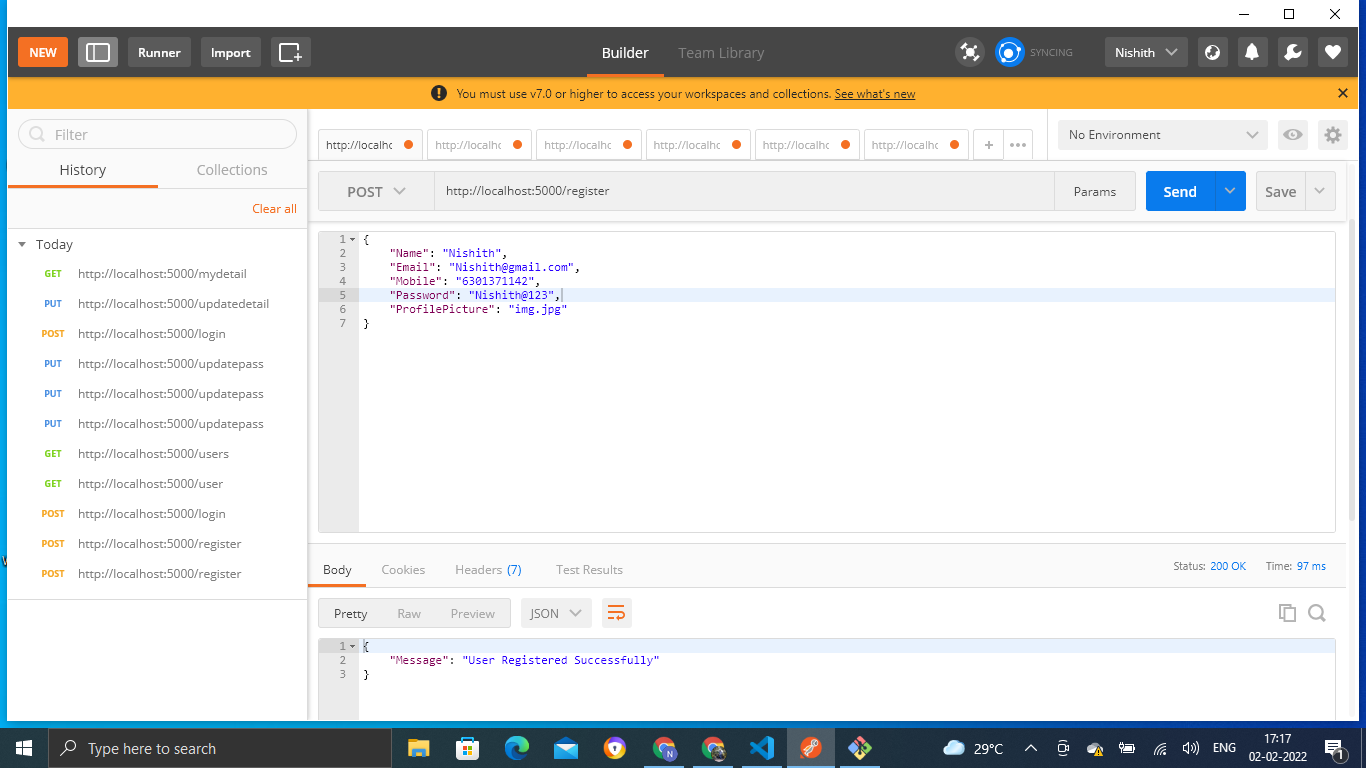 NEW
Runner
Import
Builder
Team Library
SYNCING
Nishith
You must use v7.0 or higher to access your workspaces and collections. See what's new
Filter
History
Collections
Clear all
Today
GET http://localhost:5000/mydetail
PUT http://localhost:5000/updatedetail
POST http://localhost:5000/login
PUT http://localhost:5000/updatepass
PUT http://localhost:5000/updatepass
PUT http://localhost:5000/updatepass
GET http://localhost:5000/users
GET http://localhost:5000/user
POST http://localhost:5000/login
POST http://localhost:5000/register
POST http://localhost:5000/register
http://localhc http://localhc http://localhc http://localhc http://localhc http://localhc
No Environment
POST http://localhost:5000/register Params Send Save
1 {
2 "Name": "Nishith",
3 "Email": "Nishith@gmail.com",
4 "Mobile": "6301371142",
5 "Password": "Nishith@123",
6 "ProfilePicture": "img.jpg"
7 }
Body Cookies Headers (7) Test Results Status: 200 OK Time: 97 ms
Pretty Raw Preview JSON
1 {
2 "Message": "User Registered Successfully"
3 }
Type here to search
29°C
ENG
17:17
02-02-2022
1